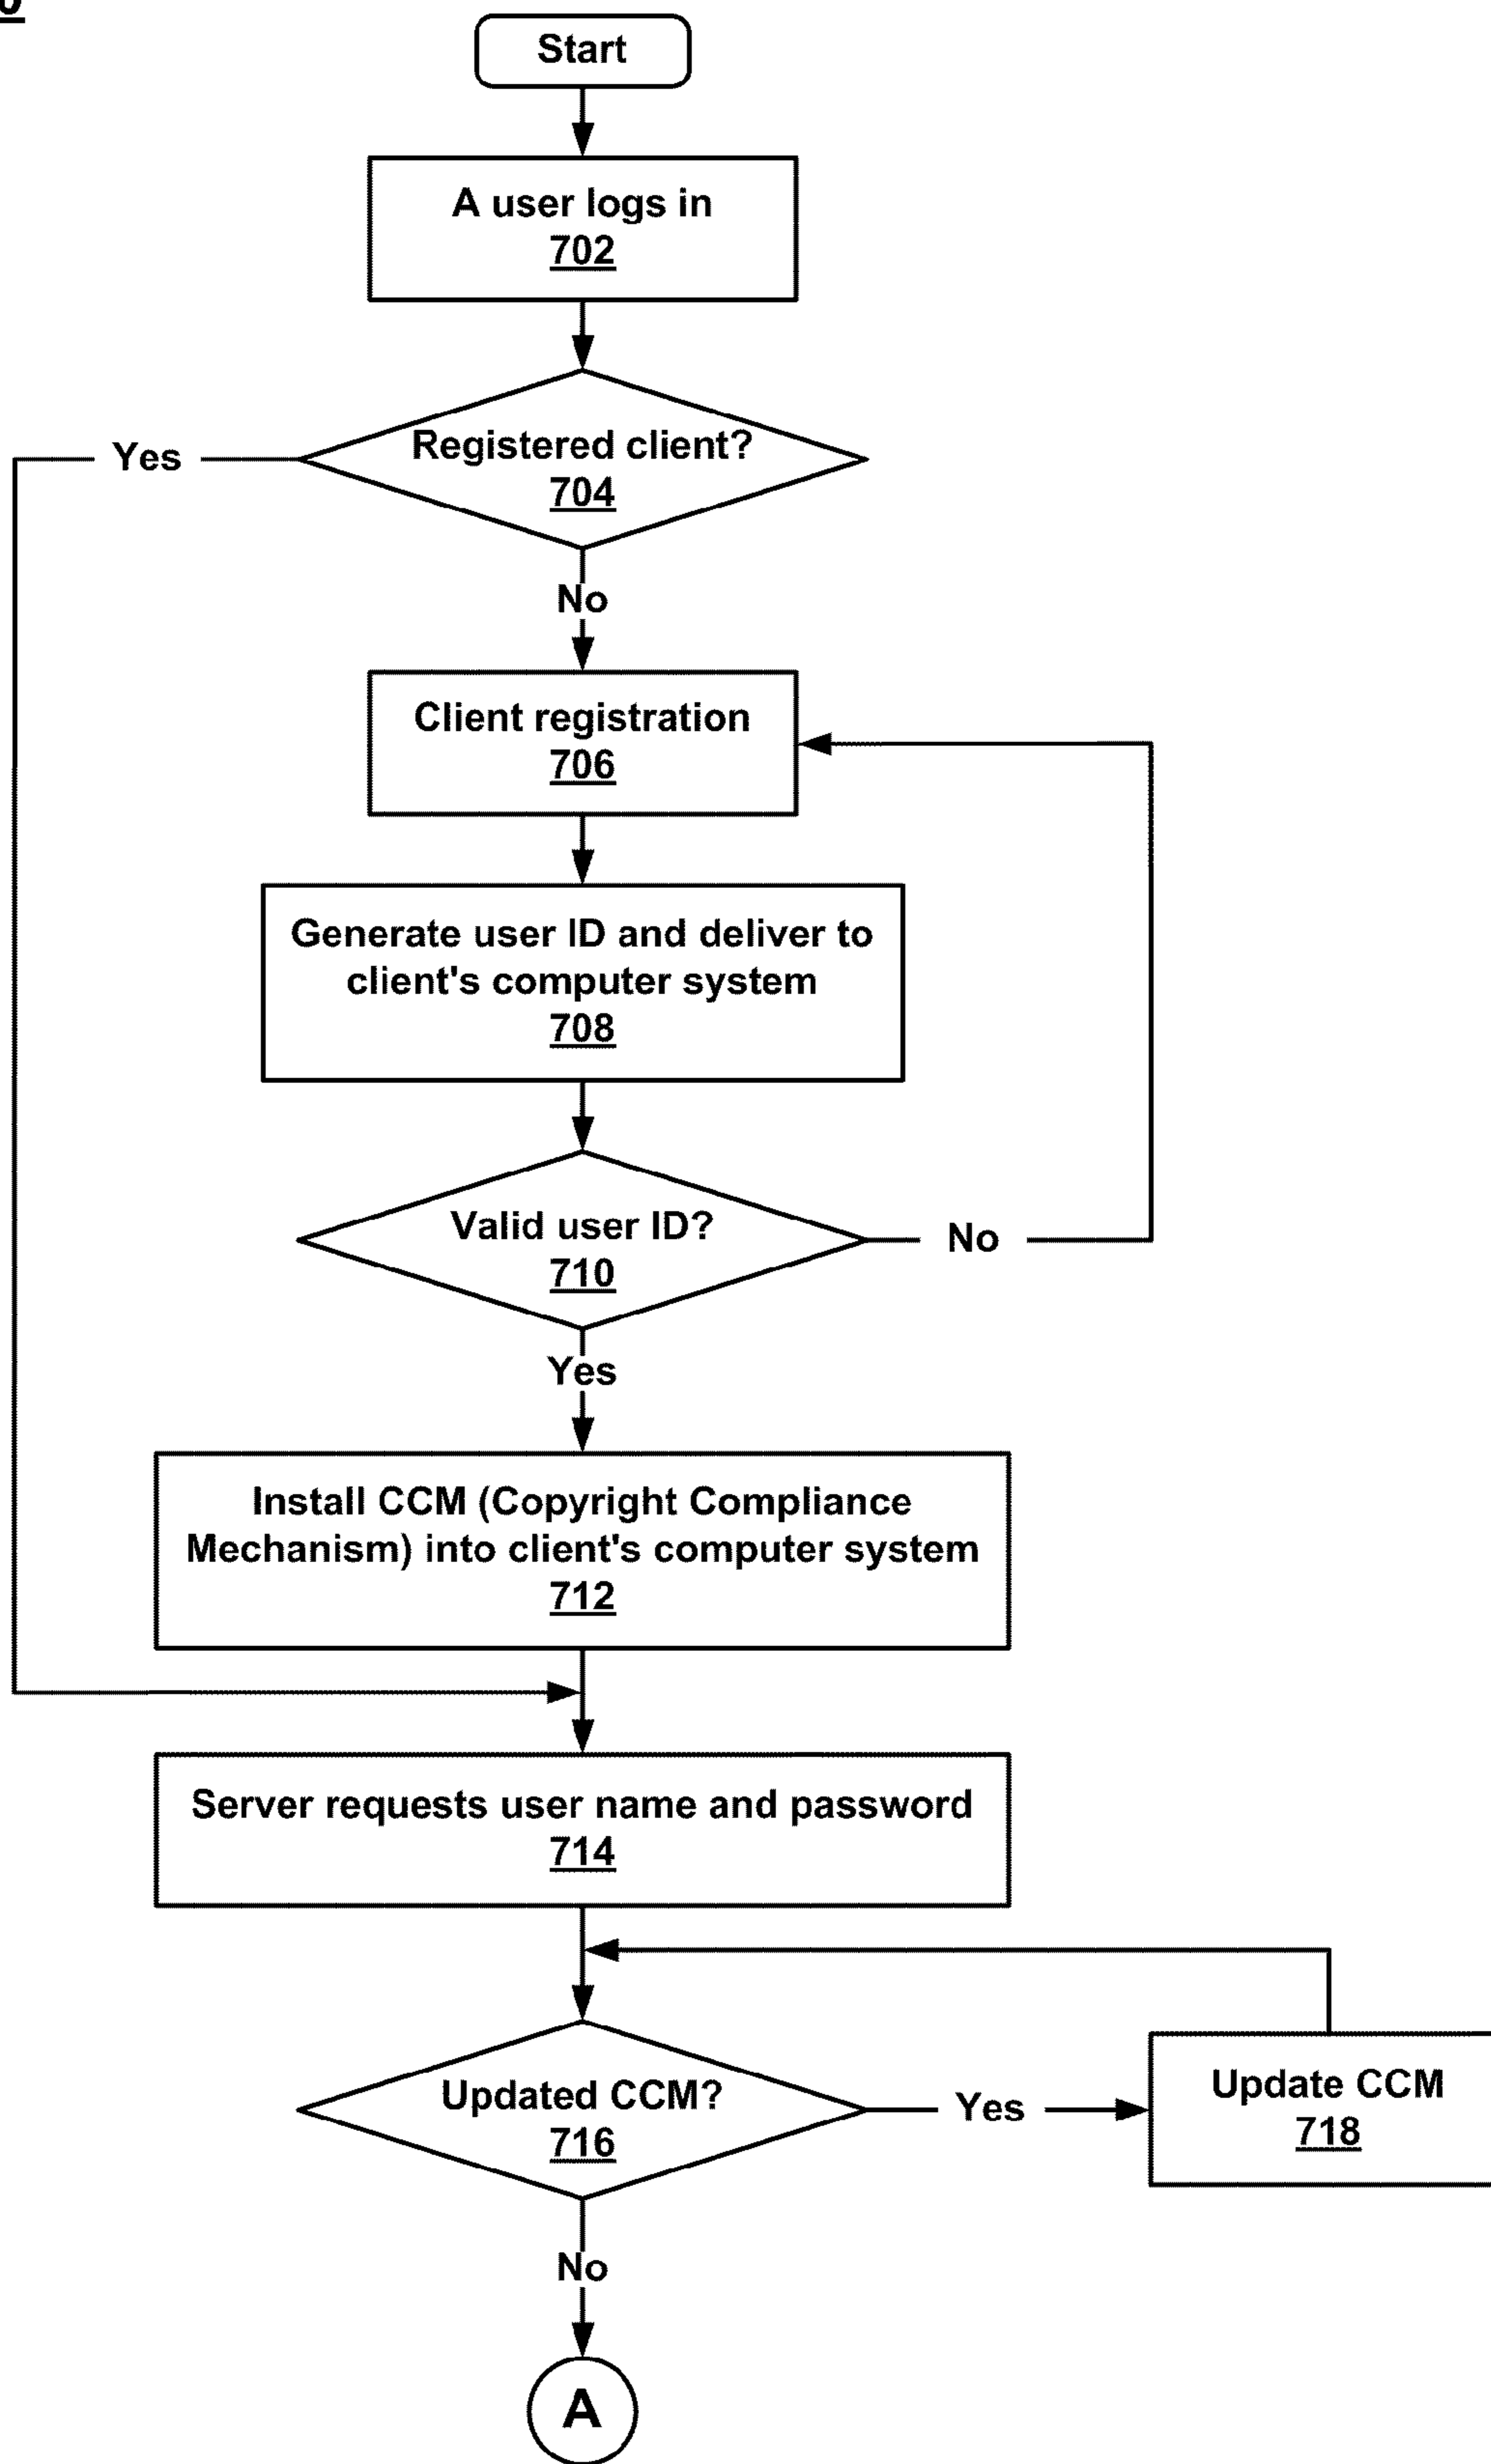 Start
A user logs in
702
Registered client?
704
Yes
No
Client registration
706
Generate user ID and deliver to
client's computer system
708
Valid user ID?
710
No
Yes
Install CCM (Copyright Compliance
Mechanism) into client's computer system
712
Server requests user name and password
714
Updated CCM?
716
Yes
Update CCM
718
No
A